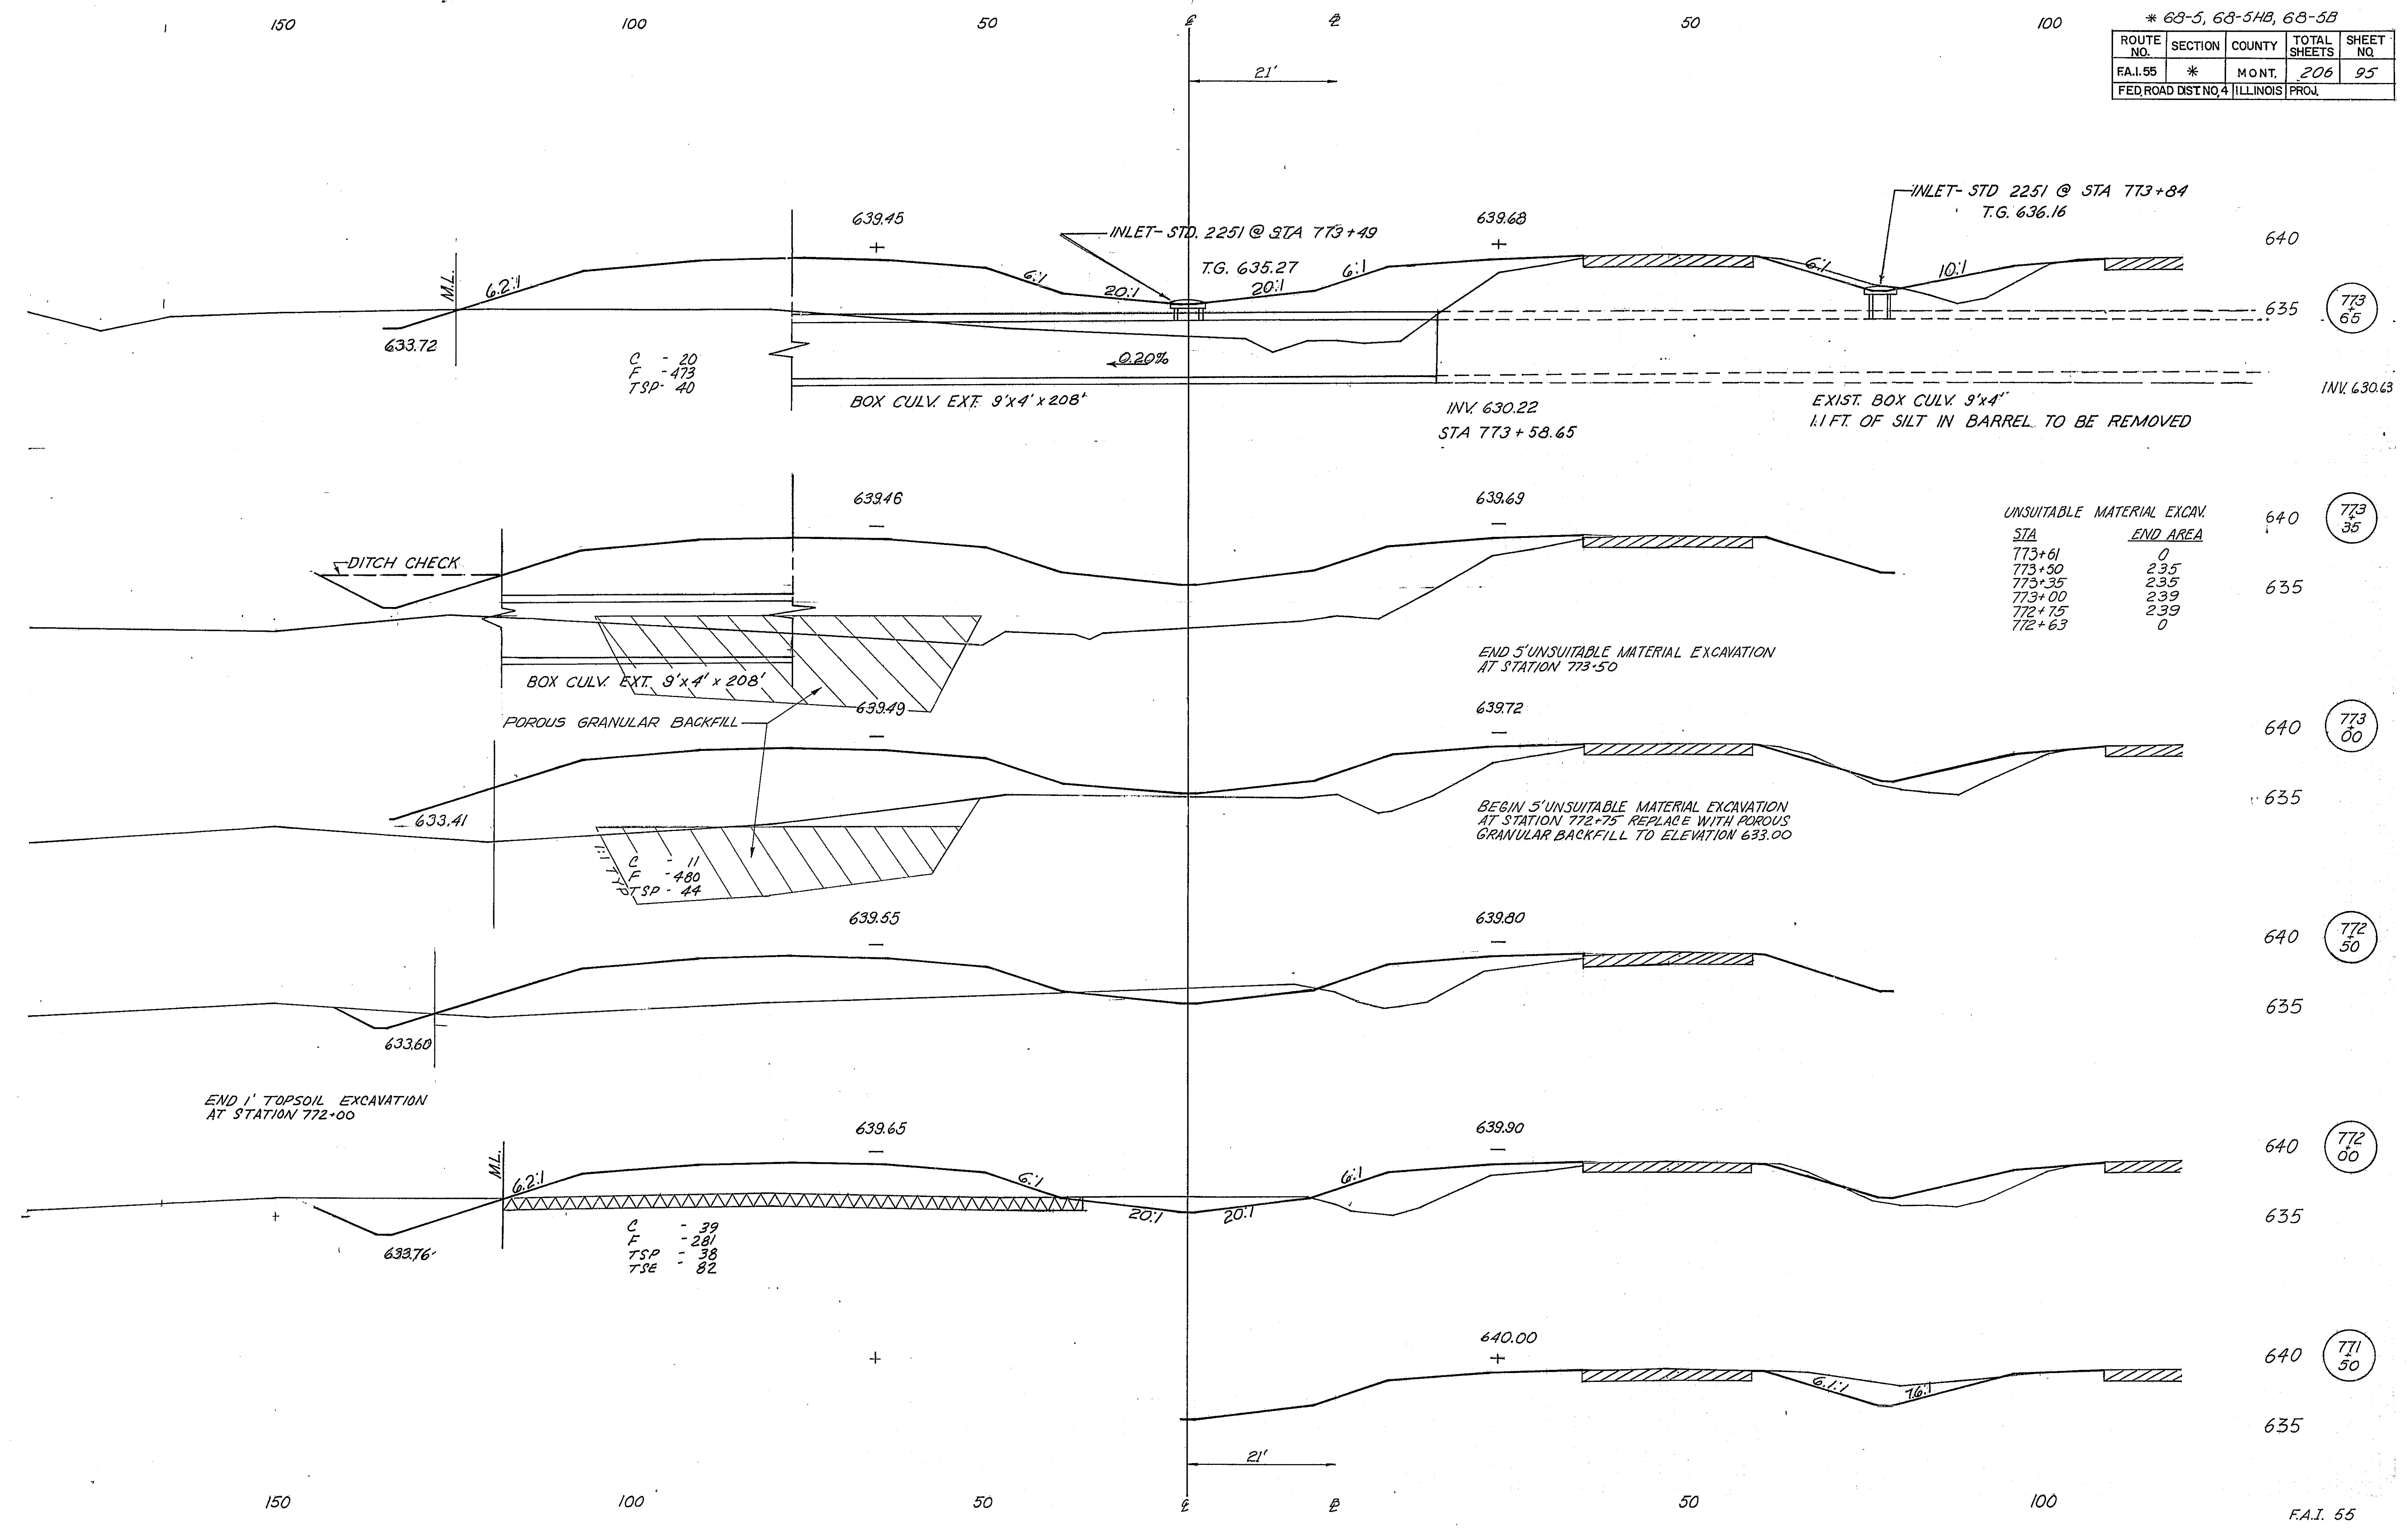 150 100 50 ℄ ℄ 50 100
* 68-5, 68-5HB, 68-5B
ROUTE NO. SECTION COUNTY TOTAL SHEETS SHEET NO.
F.A.I. 55 * MONT. 206 95
FED. ROAD DIST. NO. 4 ILLINOIS PROJ.
21'
INLET- STD 2251 @ STA 773+84
T.G. 636.16
639.45
639.68
INLET- STD. 2251 @ STA 773+49
T.G. 635.27
640
M.L.
6.2:1
6:1
20:1
20:1
6:1
6:1
10:1
635
773+65
633.72
C - 20
F - 473
TSP - 40
0.20%
BOX CULV. EXT. 9'x4'x208'
INV. 630.22
STA 773+58.65
EXIST. BOX CULV. 9'x4'
1.1 FT. OF SILT IN BARREL TO BE REMOVED
INV. 630.63
639.46
639.69
640
773+35
DITCH CHECK
635
UNSUITABLE MATERIAL EXCAV.
STA END AREA
773+61 0
773+50 235
773+35 235
773+00 239
772+75 239
772+63 0
END 5' UNSUITABLE MATERIAL EXCAVATION
AT STATION 773+50
BOX CULV. EXT. 9'x4'x208'
POROUS GRANULAR BACKFILL
639.49
639.72
640
773+00
635
633.41
BEGIN 5' UNSUITABLE MATERIAL EXCAVATION
AT STATION 772+75 REPLACE WITH POROUS
GRANULAR BACKFILL TO ELEVATION 633.00
1:1 TYP
C - 11
F - 480
TSP - 44
639.55
639.80
640
772+50
635
633.60
END 1' TOPSOIL EXCAVATION
AT STATION 772+00
639.65
639.90
640
772+00
M.L.
6.2:1
6:1
20:1
20:1
6:1
635
633.76
C - 39
F - 281
TSP - 38
TSE - 82
640.00
640
771+50
6.1:1
7.6:1
635
21'
150 100 50 ℄ ℄ 50 100
F.A.I. 55